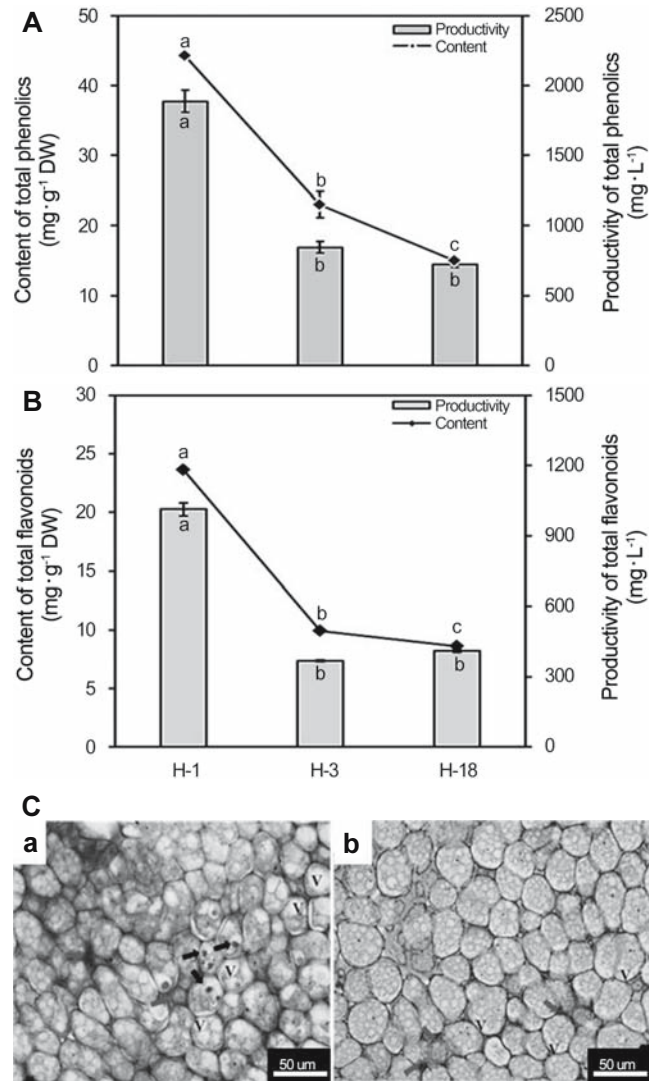 A
Content of total phenolics
(mg·g⁻¹ DW)
50
40
30
20
10
0
a
a
b
b
c
b
Productivity
Content
2500
2000
1500
1000
500
0
Productivity of total phenolics
(mg·L⁻¹)
B
Content of total flavonoids
(mg·g⁻¹ DW)
30
25
20
15
10
5
0
a
a
b
b
c
b
Productivity
Content
1500
1200
900
600
300
0
Productivity of total flavonoids
(mg·L⁻¹)
H-1 H-3 H-18
C
a
V
V
V
V
50 um
b
V
V
V
50 um